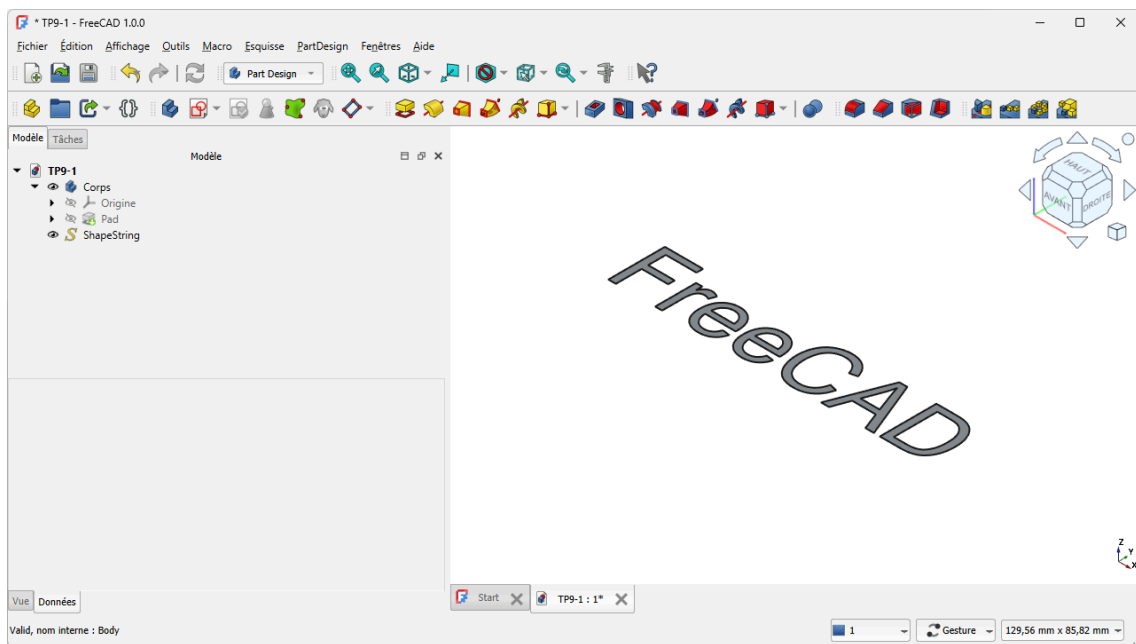 * TP9-1 - FreeCAD 1.0.0
Fichier Édition Affichage Outils Macro Esquisse PartDesign Fenêtres Aide
Part Design
Modèle Tâches
Modèle
TP9-1
Corps
Origine
Pad
ShapeString
HAUT
AVANT DROITE
FreeCAD
Z
Y
X
Vue Données
Start TP9-1 : 1*
Valid, nom interne : Body
1 Gesture 129,56 mm x 85,82 mm